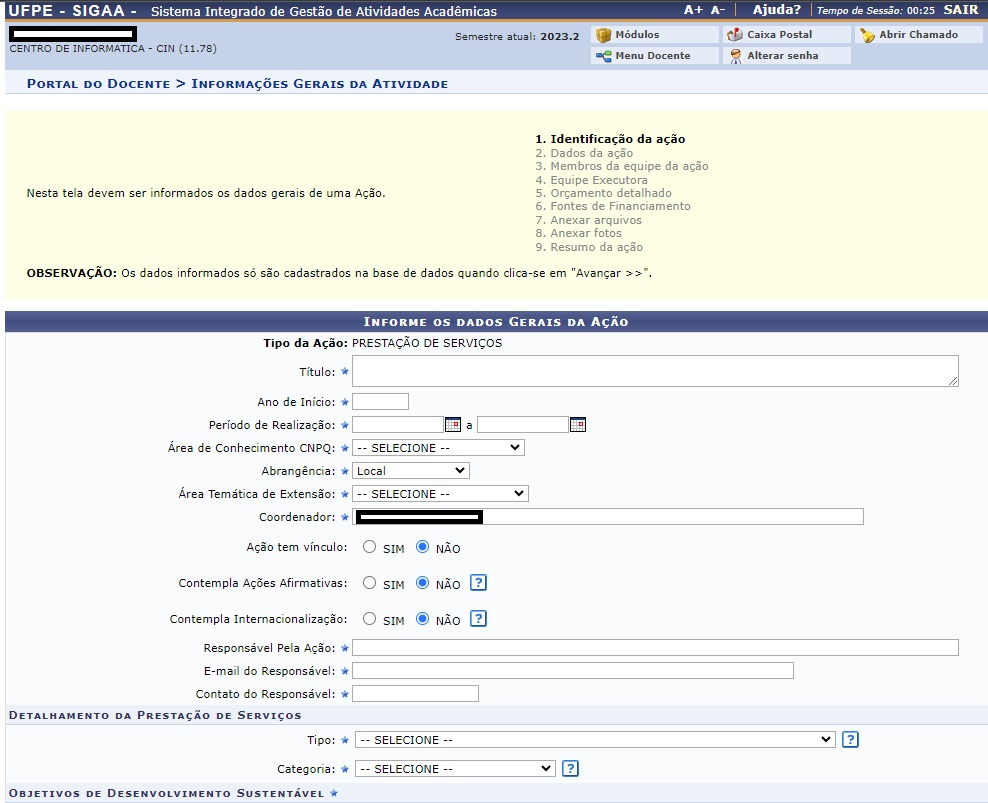 UFPE - SIGAA - Sistema Integrado de Gestão de Atividades Acadêmicas A+ A- Ajuda? Tempo de Sessão: 00:25 SAIR
Semestre atual: 2023.2 Módulos Caixa Postal Abrir Chamado
CENTRO DE INFORMATICA - CIN (11.78)
Menu Docente Alterar senha
PORTAL DO DOCENTE > INFORMAÇÕES GERAIS DA ATIVIDADE
Nesta tela devem ser informados os dados gerais de uma Ação.
1. Identificação da ação
2. Dados da ação
3. Membros da equipe da ação
4. Equipe Executora
5. Orçamento detalhado
6. Fontes de Financiamento
7. Anexar arquivos
8. Anexar fotos
9. Resumo da ação
OBSERVAÇÃO: Os dados informados só são cadastrados na base de dados quando clica-se em "Avançar >>".
INFORME OS DADOS GERAIS DA AÇÃO
Tipo da Ação: PRESTAÇÃO DE SERVIÇOS
Título:
Ano de Início:
Período de Realização: a
Área de Conhecimento CNPQ: -- SELECIONE --
Abrangência: Local
Área Temática de Extensão: -- SELECIONE --
Coordenador:
Ação tem vínculo: SIM NÃO
Contempla Ações Afirmativas: SIM NÃO ?
Contempla Internacionalização: SIM NÃO ?
Responsável Pela Ação:
E-mail do Responsável:
Contato do Responsável:
DETALHAMENTO DA PRESTAÇÃO DE SERVIÇOS
Tipo: -- SELECIONE -- ?
Categoria: -- SELECIONE -- ?
OBJETIVOS DE DESENVOLVIMENTO SUSTENTÁVEL